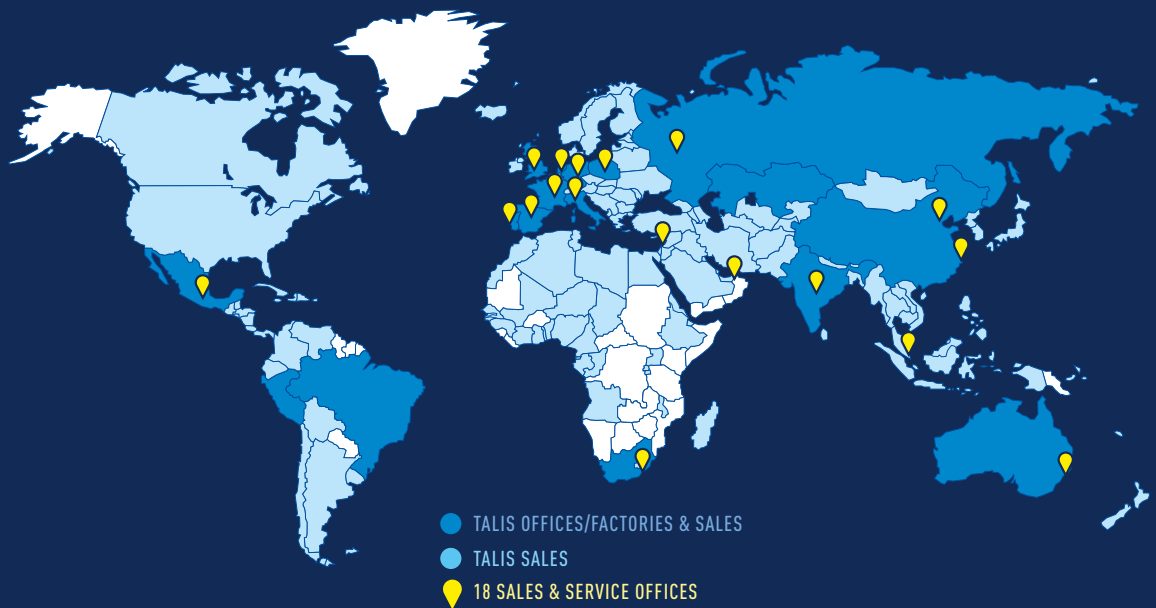 TALIS OFFICES/FACTORIES & SALES
TALIS SALES
18 SALES & SERVICE OFFICES